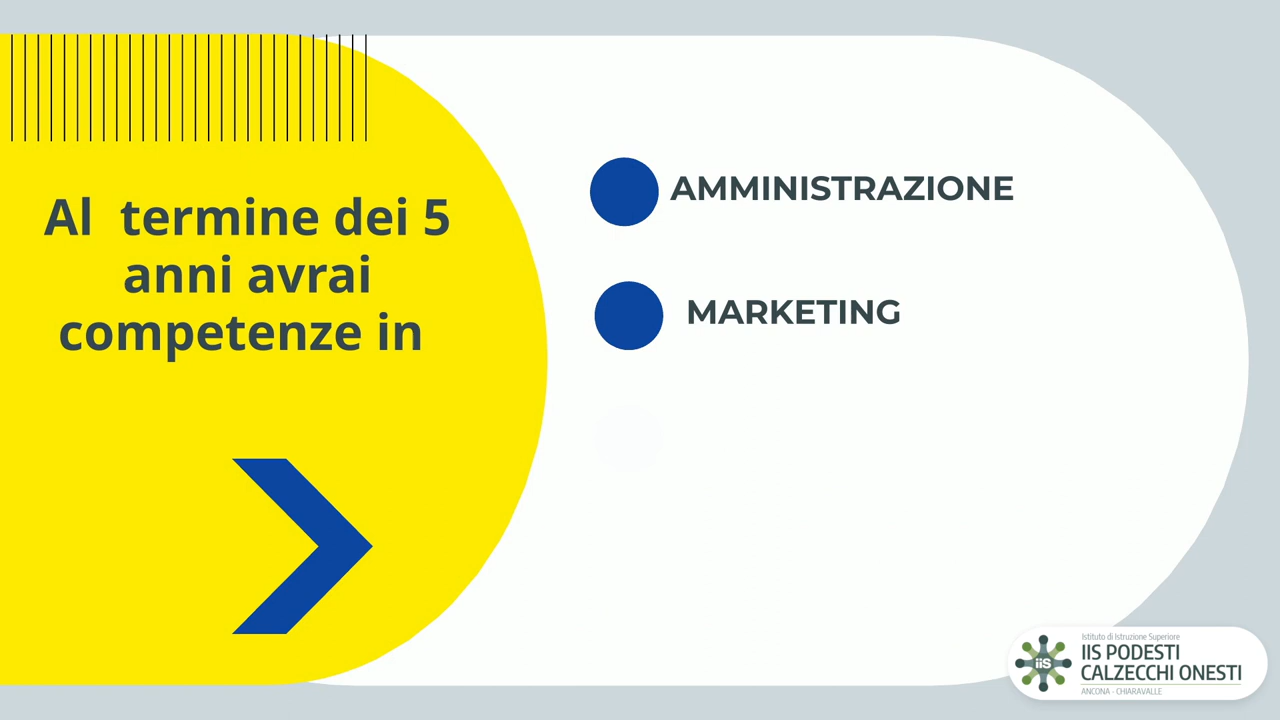 Al termine dei 5
anni avrai
competenze in
AMMINISTRAZIONE
MARKETING
Istituto di Istruzione Superiore
iiS
IIS PODESTI
CALZECCHI ONESTI
ANCONA - CHIARAVALLE